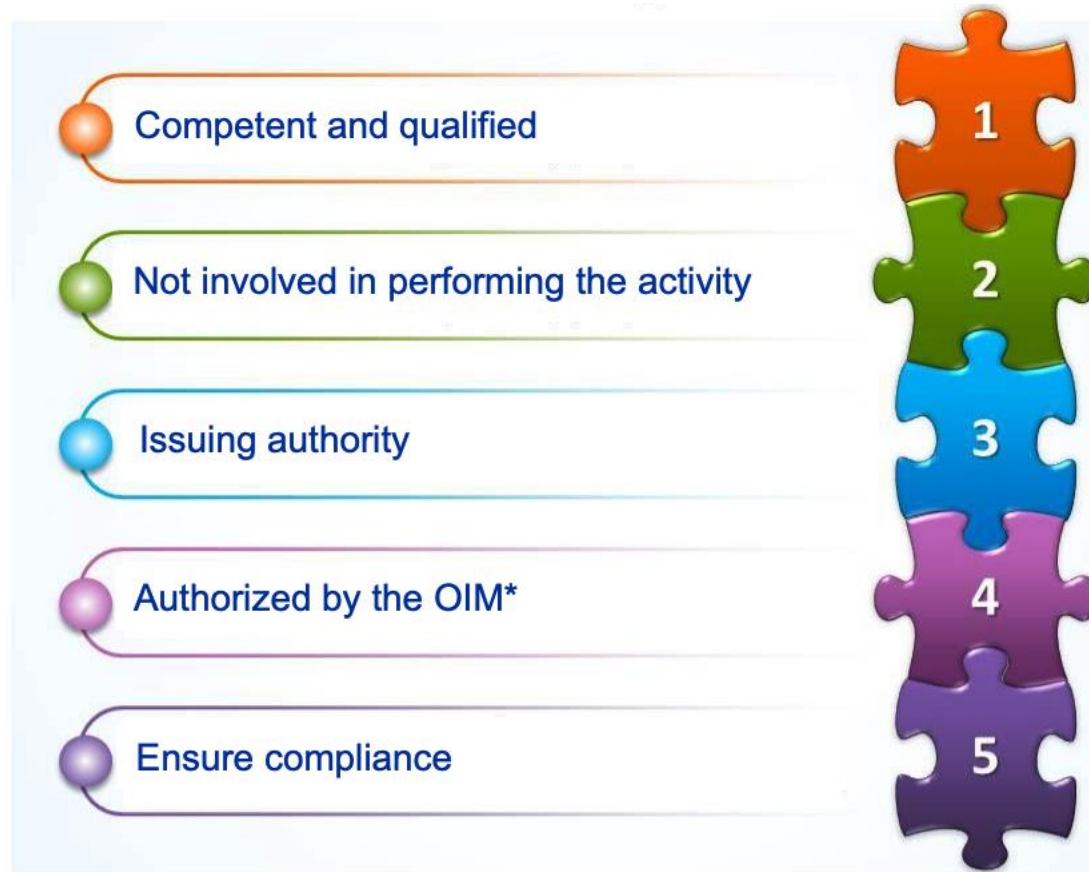 Competent and qualified
1
Not involved in performing the activity
2
Issuing authority
3
Authorized by the OIM*
4
Ensure compliance
5